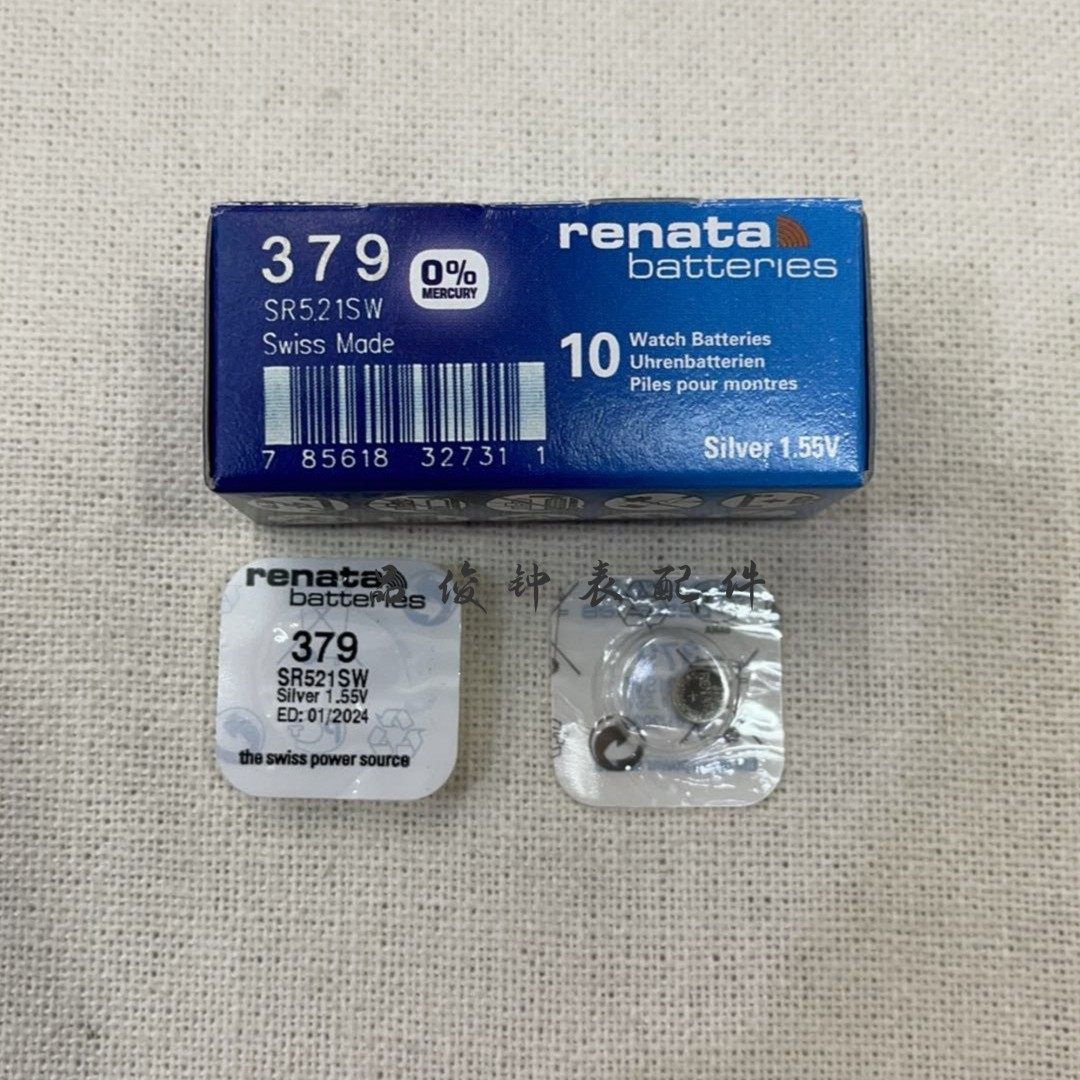 379
0%
MERCURY
SR521SW
Swiss Made
7 85618 32731 1
renata
batteries
10
Watch Batteries
Uhrenbatterien
Piles pour montres
Silver 1.55V
品俊钟表配件
renata
batteries
379
SR521SW
Silver 1.55V
ED: 01/2024
the swiss power source